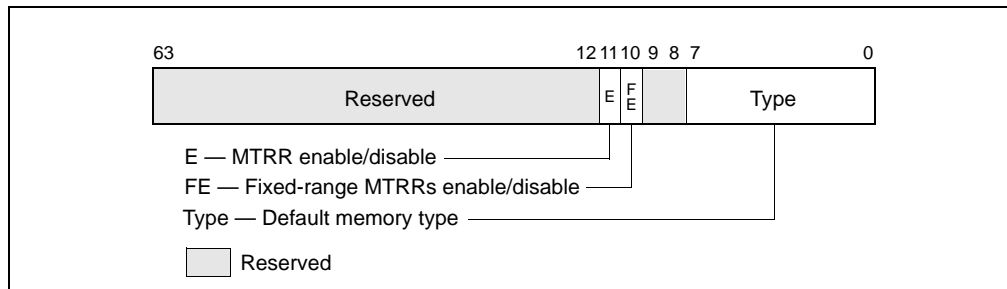 63 12 11 10 9 8 7 0
Reserved E FE Type
E — MTRR enable/disable
FE — Fixed-range MTRRs enable/disable
Type — Default memory type
Reserved